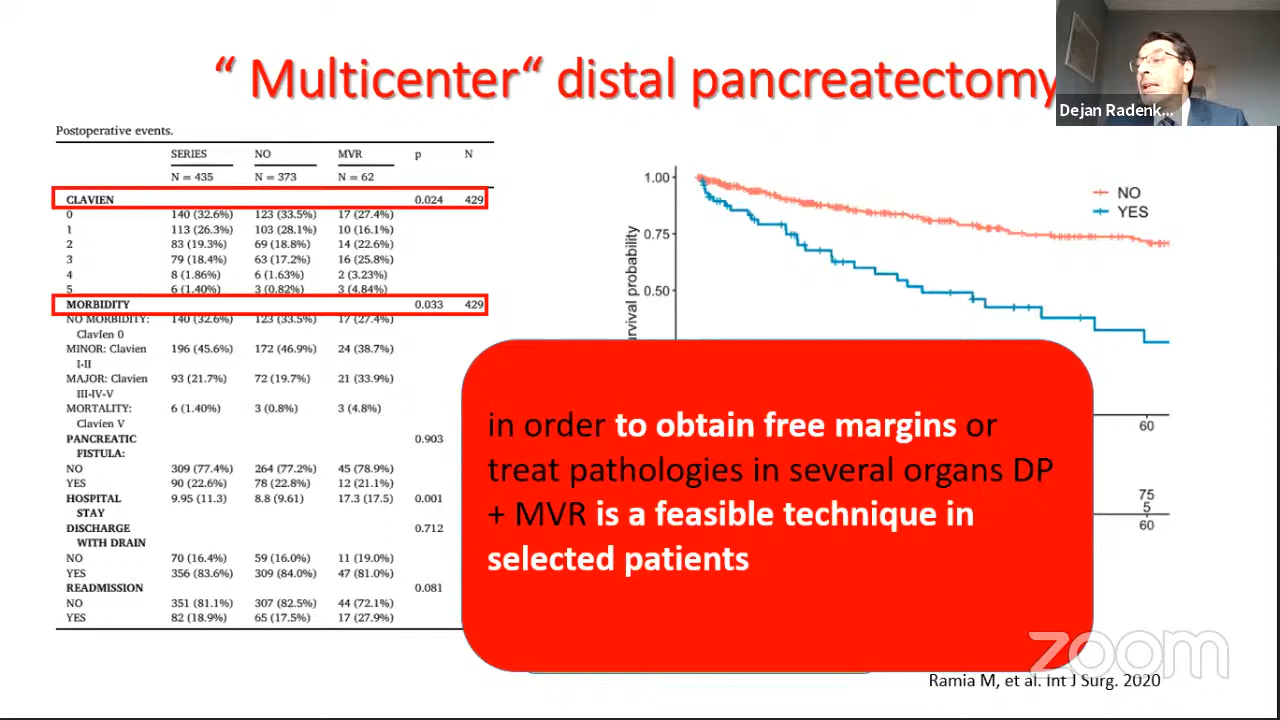 “ Multicenter“ distal pancreatectomy
Dejan Radenk...
Postoperative events.
SERIES NO MVR p N
N = 435 N = 373 N = 62
CLAVIEN 0.024 429
0 140 (32.6%) 123 (33.5%) 17 (27.4%)
1 113 (26.3%) 103 (28.1%) 10 (16.1%)
2 83 (19.3%) 69 (18.8%) 14 (22.6%)
3 79 (18.4%) 63 (17.2%) 16 (25.8%)
4 8 (1.86%) 6 (1.63%) 2 (3.23%)
5 6 (1.40%) 3 (0.82%) 3 (4.84%)
MORBIDITY 0.033 429
NO MORBIDITY: 140 (32.6%) 123 (33.5%) 17 (27.4%)
ClavIen 0
MINOR: Clavien 196 (45.6%) 172 (46.9%) 24 (38.7%)
I-II
MAJOR: Clavien 93 (21.7%) 72 (19.7%) 21 (33.9%)
III-IV-V
MORTALITY: 6 (1.40%) 3 (0.8%) 3 (4.8%)
Clavien V
PANCREATIC 0.903
FISTULA:
NO 309 (77.4%) 264 (77.2%) 45 (78.9%)
YES 90 (22.6%) 78 (22.8%) 12 (21.1%)
HOSPITAL 9.95 (11.3) 8.8 (9.61) 17.3 (17.5) 0.001
STAY
DISCHARGE 0.712
WITH DRAIN
NO 70 (16.4%) 59 (16.0%) 11 (19.0%)
YES 356 (83.6%) 309 (84.0%) 47 (81.0%)
READMISSION 0.081
NO 351 (81.1%) 307 (82.5%) 44 (72.1%)
YES 82 (18.9%) 65 (17.5%) 17 (27.9%)
1.00
0.75
0.50
probability
NO
YES
60
75
5
60
in order to obtain free margins or
treat pathologies in several organs DP
+ MVR is a feasible technique in
selected patients
zoom
Ramia M, et al. Int J Surg. 2020